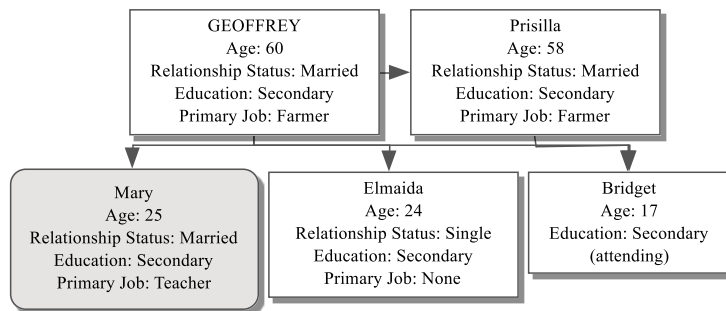 GEOFFREY
Age: 60
Relationship Status: Married
Education: Secondary
Primary Job: Farmer
Prisilla
Age: 58
Relationship Status: Married
Education: Secondary
Primary Job: Farmer
Mary
Age: 25
Relationship Status: Married
Education: Secondary
Primary Job: Teacher
Elmaida
Age: 24
Relationship Status: Single
Education: Secondary
Primary Job: None
Bridget
Age: 17
Education: Secondary
(attending)